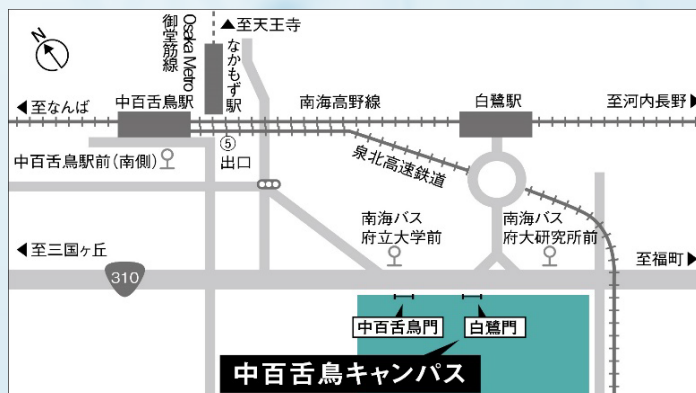 N
Osaka Metro
御堂筋線
▲至天王寺
なかもず駅
◀至なんば
中百舌鳥駅
南海高野線
白鷺駅
至河内長野▶
⑤
出口
中百舌鳥駅前(南側)
泉北高速鉄道
南海バス
府立大学前
南海バス
府大研究所前
◀至三国ヶ丘
至福町▶
310
中百舌鳥門
白鷺門
中百舌鳥キャンパス